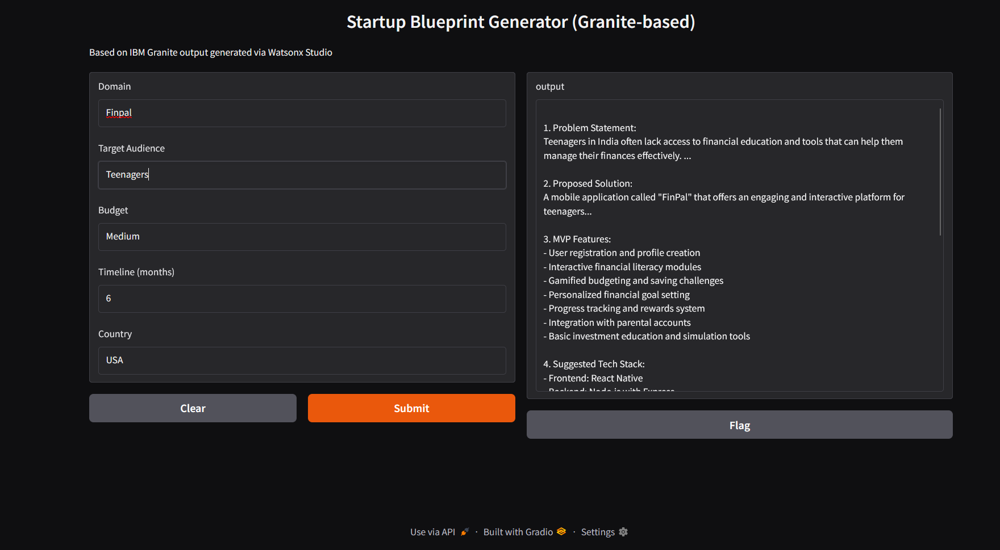 Startup Blueprint Generator (Granite-based)
Based on IBM Granite output generated via Watsonx Studio
Domain
Finpal
Target Audience
Teenagers
Budget
Medium
Timeline (months)
6
Country
USA
Clear
Submit
output
1. Problem Statement:
Teenagers in India often lack access to financial education and tools that can help them
manage their finances effectively. ...
2. Proposed Solution:
A mobile application called "FinPal" that offers an engaging and interactive platform for
teenagers...
3. MVP Features:
- User registration and profile creation
- Interactive financial literacy modules
- Gamified budgeting and saving challenges
- Personalized financial goal setting
- Progress tracking and rewards system
- Integration with parental accounts
- Basic investment education and simulation tools
4. Suggested Tech Stack:
- Frontend: React Native
- Backend: Node.js with Express
Flag
Use via API · Built with Gradio · Settings